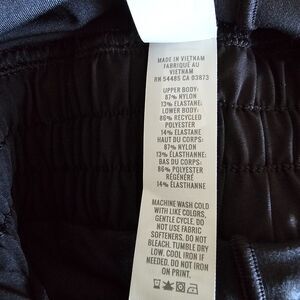 MADE IN VIETNAM
FABRIQUÉ AU
VIETNAM
RN 54485 CA 03873
UPPER BODY:
87% NYLON
13% ELASTANE:
LOWER BODY:
86% RECYCLED
POLYESTER
14% ELASTANE
HAUT DU CORPS:
87% NYLON
13% ÉLASTHANNE:
BAS DU CORPS:
86% POLYESTER
RÉGÉNÉRÉ
14% ÉLASTHANNE
MACHINE WASH COLD
WITH LIKE COLORS,
GENTLE CYCLE. DO
NOT USE FABRIC
SOFTENERS. DO NOT
BLEACH. TUMBLE DRY
LOW. COOL IRON IF
NEEDED. DO NOT IRON
ON PRINT.